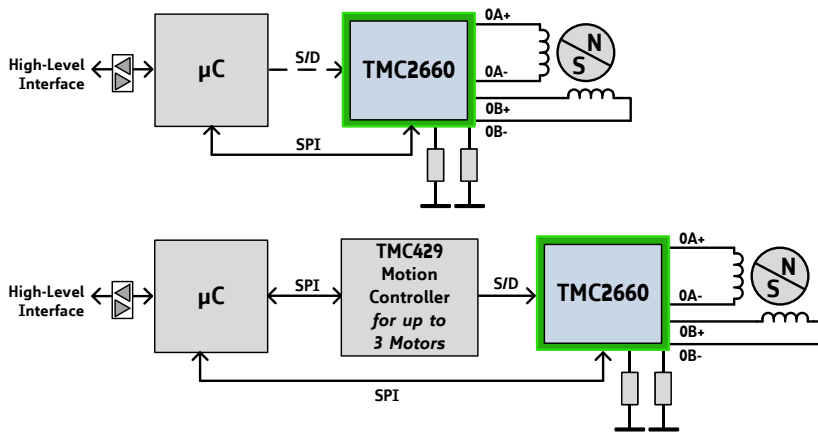 0A+
High-Level
Interface
µC
S/D
TMC2660
N
S
0A-
0B+
0B-
SPI
0A+
High-Level
Interface
µC
SPI
TMC429
Motion
Controller
for up to
3 Motors
S/D
TMC2660
N
S
0A-
0B+
0B-
SPI